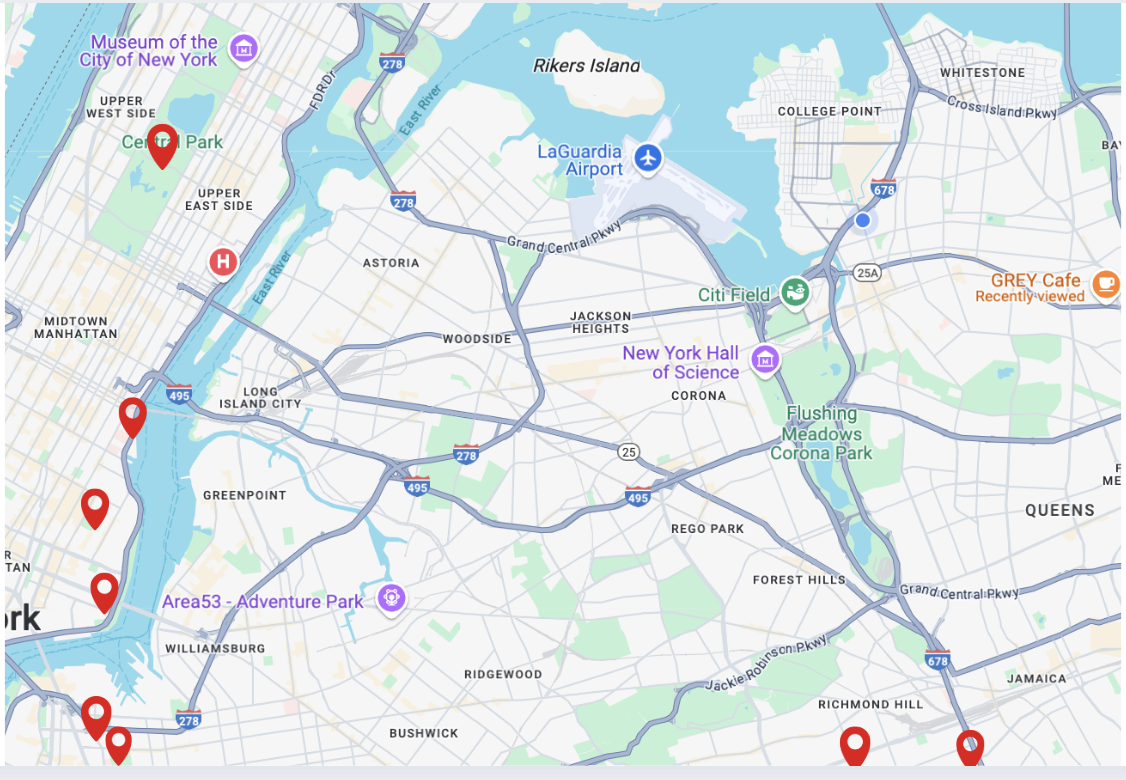 Museum of the
City of New York
278
Rikers Island
WHITESTONE
UPPER
WEST SIDE
FDR Dr
East River
COLLEGE POINT
Cross Island Pkwy
Central Park
LaGuardia
Airport
BA
UPPER
EAST SIDE
278
678
Grand Central Pkwy
H
ASTORIA
East River
25A
GREY Cafe
Recently viewed
Citi Field
MIDTOWN
MANHATTAN
JACKSON
HEIGHTS
WOODSIDE
New York Hall
of Science
495
LONG
ISLAND CITY
CORONA
Flushing
Meadows
Corona Park
25
278
495
495
GREENPOINT
F
ME
QUEENS
REGO PARK
R
TAN
FOREST HILLS
Grand Central Pkwy
Area53 - Adventure Park
ork
WILLIAMSBURG
Jackie Robinson Pkwy
678
RIDGEWOOD
JAMAICA
RICHMOND HILL
278
BUSHWICK